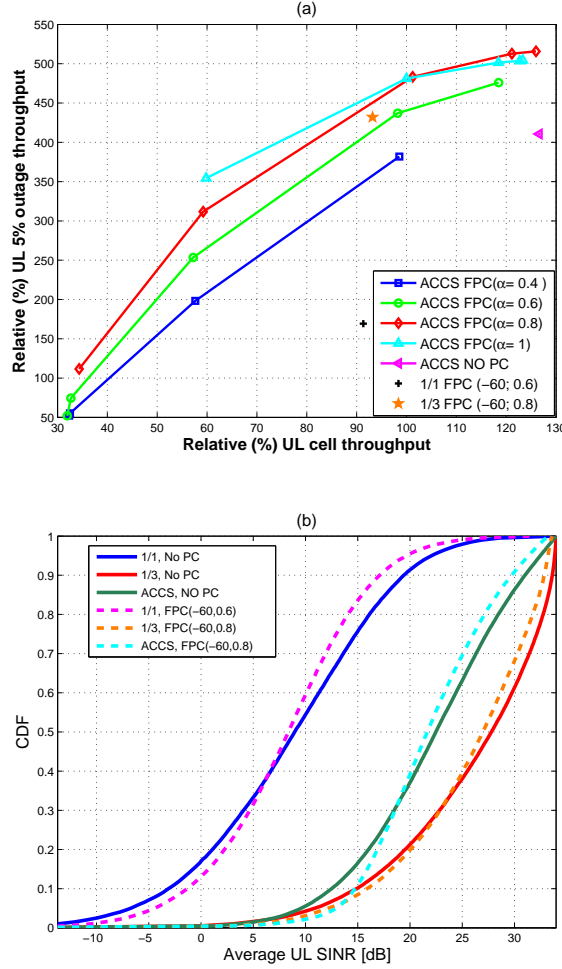 (a)
Relative (%) UL 5% outage throughput
550
500
450
400
350
300
250
200
150
100
50
30 40 50 60 70 80 90 100 110 120 130
Relative (%) UL cell throughput
ACCS FPC(α= 0.4 )
ACCS FPC(α= 0.6)
ACCS FPC(α= 0.8)
ACCS FPC(α= 1)
ACCS NO PC
1/1 FPC (−60; 0.6)
1/3 FPC (−60; 0.8)
(b)
CDF
1
0.9
0.8
0.7
0.6
0.5
0.4
0.3
0.2
0.1
0
−10 −5 0 5 10 15 20 25 30
Average UL SINR [dB]
1/1, No PC
1/3, No PC
ACCS, NO PC
1/1, FPC(−60,0.6)
1/3, FPC(−60,0.8)
ACCS, FPC(−60,0.8)